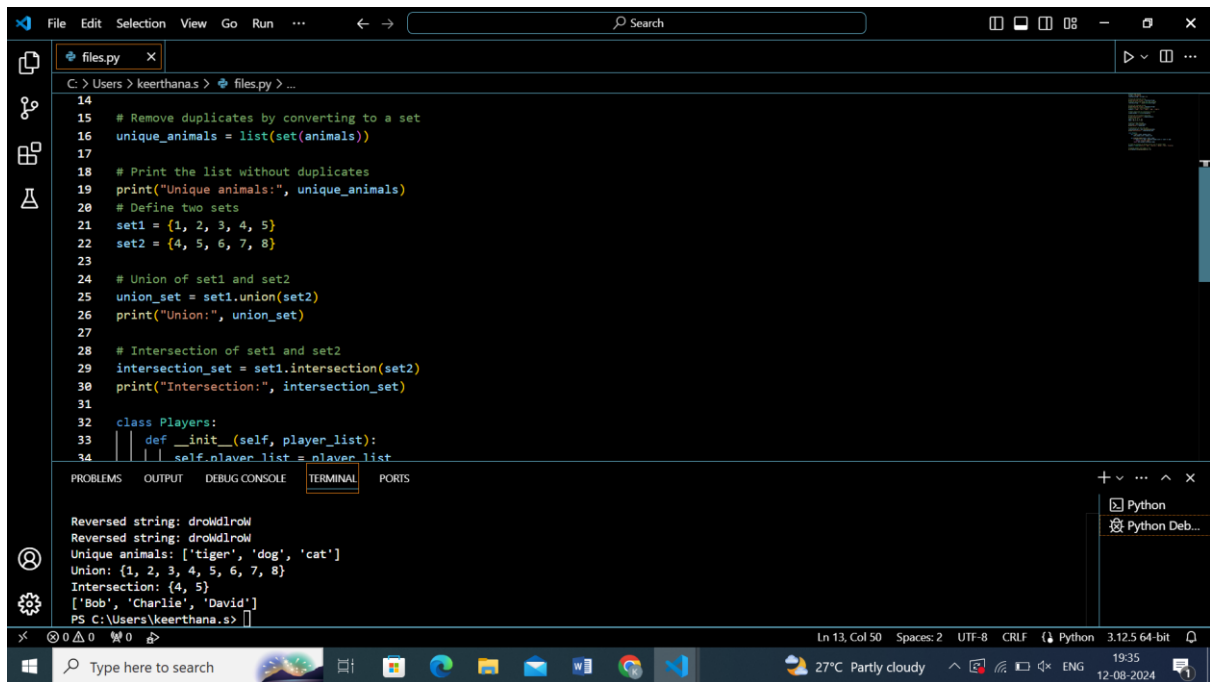 File Edit Selection View Go Run ··· ← → Search
files.py ×
C: > Users > keerthana.s > files.py > ...
14
15 # Remove duplicates by converting to a set
16 unique_animals = list(set(animals))
17
18 # Print the list without duplicates
19 print("Unique animals:", unique_animals)
20 # Define two sets
21 set1 = {1, 2, 3, 4, 5}
22 set2 = {4, 5, 6, 7, 8}
23
24 # Union of set1 and set2
25 union_set = set1.union(set2)
26 print("Union:", union_set)
27
28 # Intersection of set1 and set2
29 intersection_set = set1.intersection(set2)
30 print("Intersection:", intersection_set)
31
32 class Players:
33 def __init__(self, player_list):
34 self.player_list = player_list
PROBLEMS OUTPUT DEBUG CONSOLE TERMINAL PORTS
Python
Python Deb...
Reversed string: droWdlroW
Reversed string: droWdlroW
Unique animals: ['tiger', 'dog', 'cat']
Union: {1, 2, 3, 4, 5, 6, 7, 8}
Intersection: {4, 5}
['Bob', 'Charlie', 'David']
PS C:\Users\keerthana.s>
0 0 0 Ln 13, Col 50 Spaces: 2 UTF-8 CRLF Python 3.12.5 64-bit
Type here to search 27°C Partly cloudy ENG 19:35
12-08-2024 1